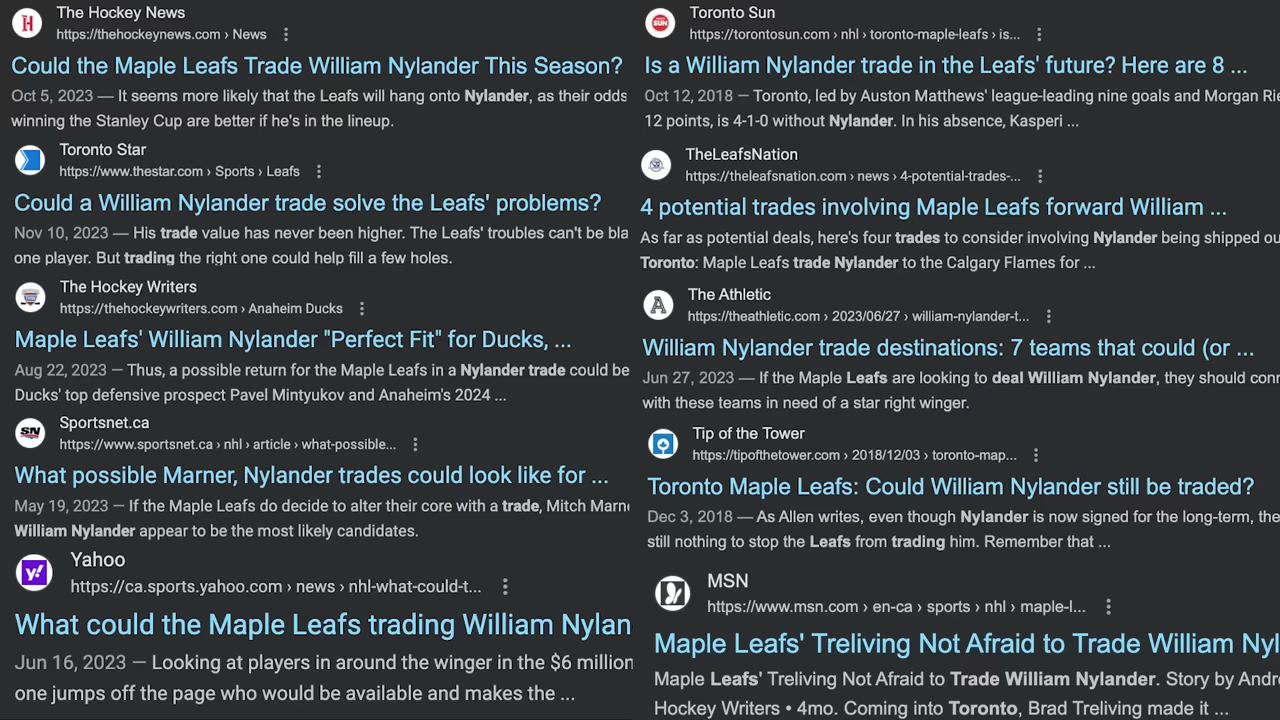 The Hockey News
https://thehockeynews.com › News
Could the Maple Leafs Trade William Nylander This Season?
Oct 5, 2023 — It seems more likely that the Leafs will hang onto Nylander, as their odds
winning the Stanley Cup are better if he's in the lineup.
Toronto Star
https://www.thestar.com › Sports › Leafs
Could a William Nylander trade solve the Leafs' problems?
Nov 10, 2023 — His trade value has never been higher. The Leafs' troubles can't be bla
one player. But trading the right one could help fill a few holes.
The Hockey Writers
https://thehockeywriters.com › Anaheim Ducks
Maple Leafs' William Nylander "Perfect Fit" for Ducks, ...
Aug 22, 2023 — Thus, a possible return for the Maple Leafs in a Nylander trade could be
Ducks' top defensive prospect Pavel Mintyukov and Anaheim's 2024 ...
SN
Sportsnet.ca
https://www.sportsnet.ca › nhl › article › what-possible...
What possible Marner, Nylander trades could look like for ...
May 19, 2023 — If the Maple Leafs do decide to alter their core with a trade, Mitch Marne
William Nylander appear to be the most likely candidates.
y!
Yahoo
https://ca.sports.yahoo.com › news › nhl-what-could-t...
What could the Maple Leafs trading William Nylan
Jun 16, 2023 — Looking at players in around the winger in the $6 million
one jumps off the page who would be available and makes the ...
Toronto Sun
https://torontosun.com › nhl › toronto-maple-leafs › is...
Is a William Nylander trade in the Leafs' future? Here are 8 ...
Oct 12, 2018 — Toronto, led by Auston Matthews' league-leading nine goals and Morgan Rie
12 points, is 4-1-0 without Nylander. In his absence, Kasperi ...
TheLeafsNation
https://theleafsnation.com › news › 4-potential-trades-...
4 potential trades involving Maple Leafs forward William ...
As far as potential deals, here's four trades to consider involving Nylander being shipped ou
Toronto: Maple Leafs trade Nylander to the Calgary Flames for ...
A
The Athletic
https://theathletic.com › 2023/06/27 › william-nylander-t...
William Nylander trade destinations: 7 teams that could (or ...
Jun 27, 2023 — If the Maple Leafs are looking to deal William Nylander, they should conn
with these teams in need of a star right winger.
Tip of the Tower
https://tipofthetower.com › 2018/12/03 › toronto-map...
Toronto Maple Leafs: Could William Nylander still be traded?
Dec 3, 2018 — As Allen writes, even though Nylander is now signed for the long-term, the
still nothing to stop the Leafs from trading him. Remember that ...
MSN
https://www.msn.com › en-ca › sports › nhl › maple-l...
Maple Leafs' Treliving Not Afraid to Trade William Nyl
Maple Leafs' Treliving Not Afraid to Trade William Nylander. Story by Andre
Hockey Writers • 4mo. Coming into Toronto, Brad Treliving made it ...